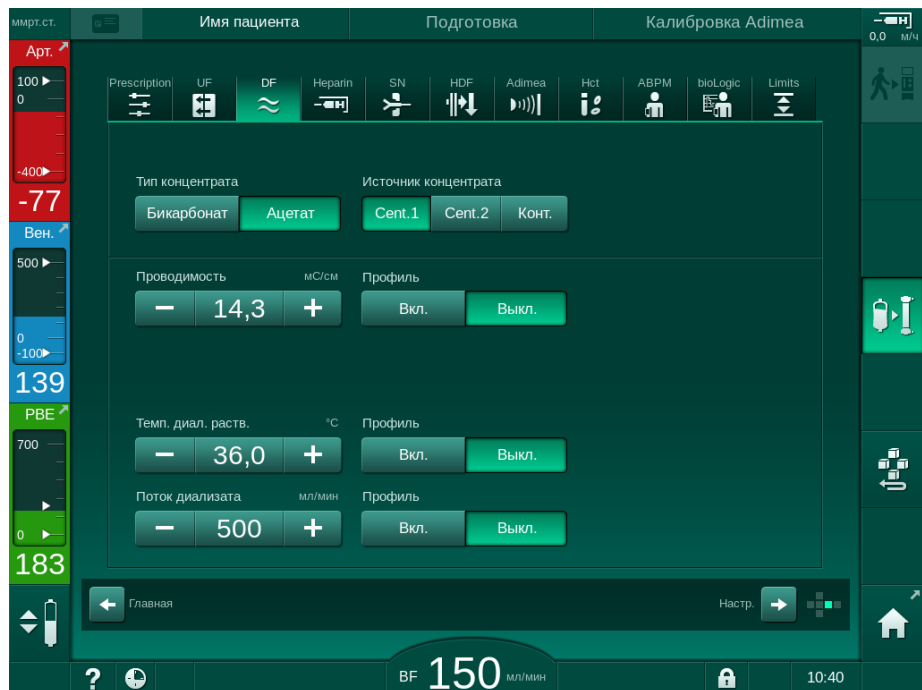 ммрт.ст.
Имя пациента
Подготовка
Калибровка Adimea
0,0 м/ч
Арт.
100
0
-400
-77
Вен.
500
0
-100
139
PBE
700
0
183
Prescription
UF
DF
Heparin
SN
HDF
Adimea
Hct
ABPM
bioLogic
Limits
Тип концентрата
Источник концентрата
Бикарбонат
Ацетат
Cent.1
Cent.2
Конт.
Проводимость
мС/см
Профиль
14,3
Вкл.
Выкл.
Темп. диал. раств.
°C
Профиль
36,0
Вкл.
Выкл.
Поток диализата
мл/мин
Профиль
500
Вкл.
Выкл.
Главная
Настр.
?
BF 150 мл/мин
10:40